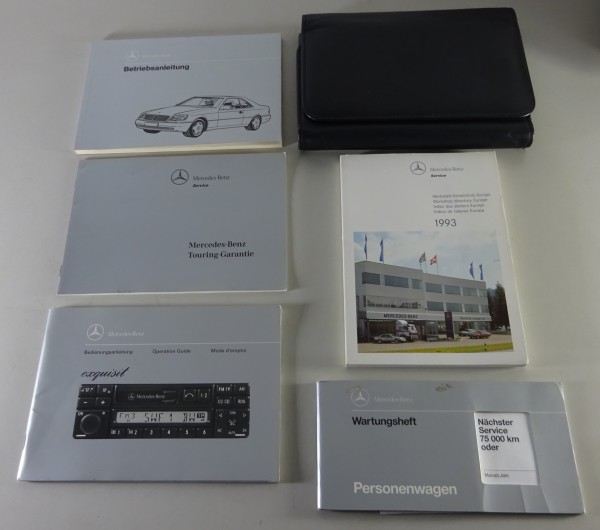 Mercedes-Benz
Betriebsanleitung
Mercedes-Benz
Service
Mercedes-Benz
Touring-Garantie
Mercedes-Benz
Service
1993
MERCEDES-BENZ
Mercedes-Benz
Bedienungsanleitung Operation Guide Mode d'emploi
exquisit
Mercedes-Benz
Wartungsheft
Personenwagen
Nächster
Service
75 000 km
oder